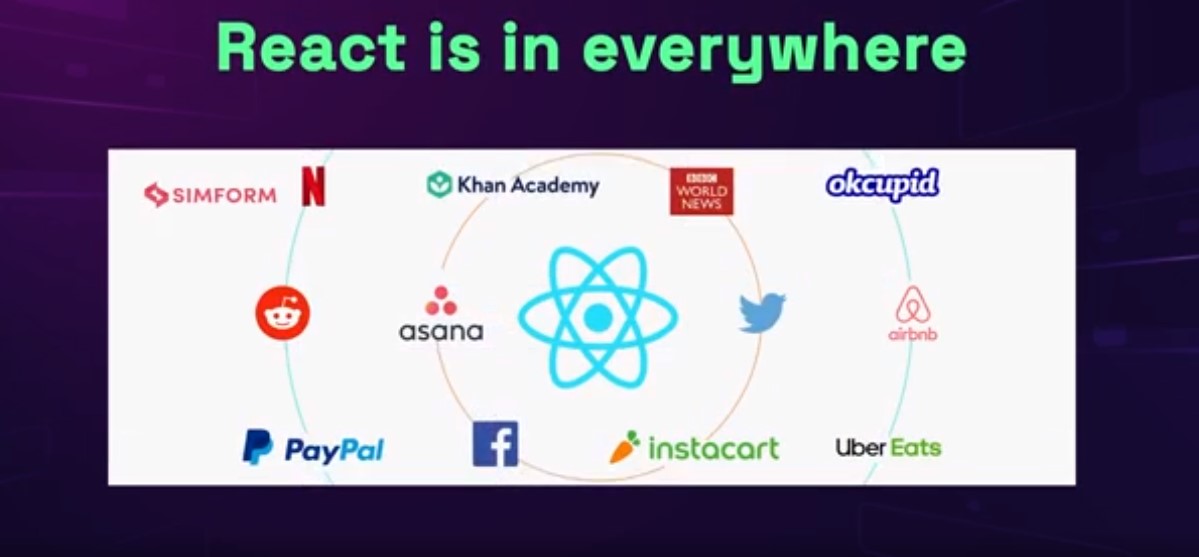 React is in everywhere
SIMFORM
N
Khan Academy
BBC
WORLD
NEWS
okcupid
asana
airbnb
PayPal
f
instacart
Uber Eats